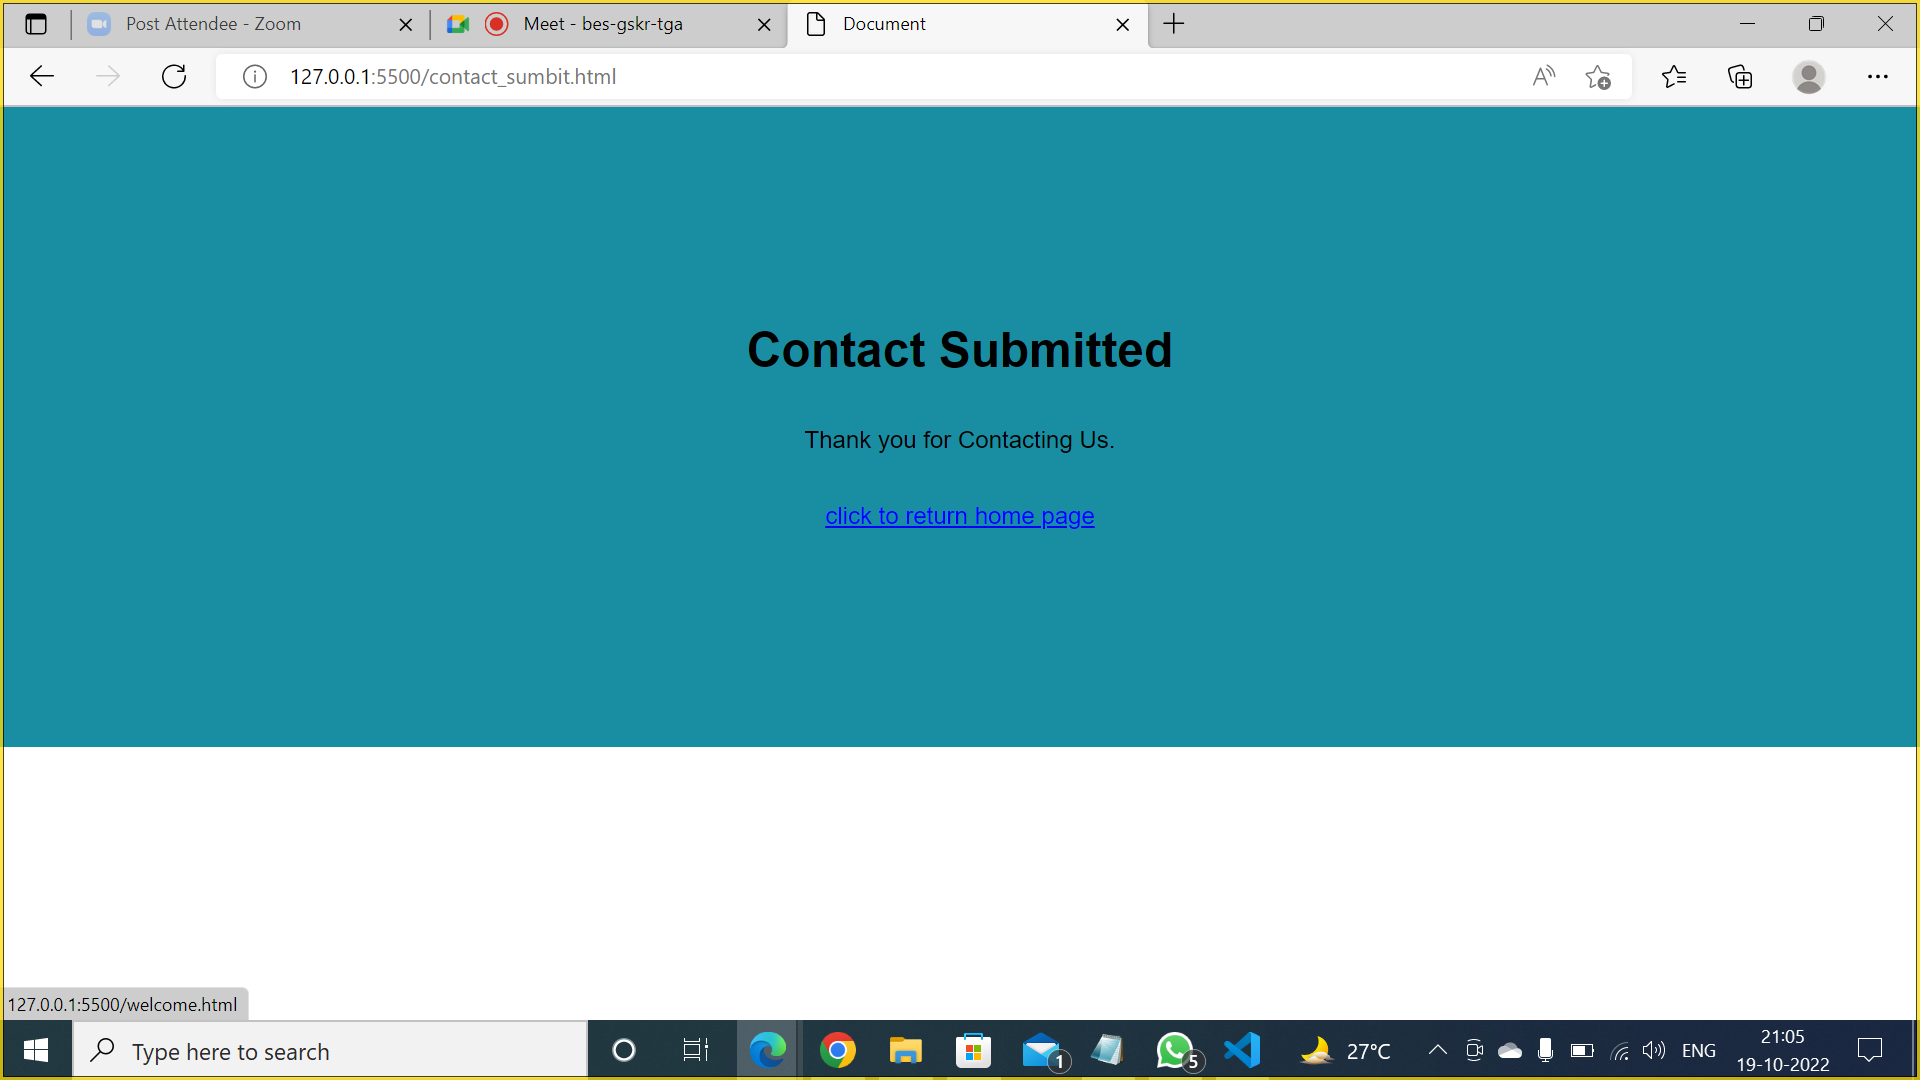 Post Attendee - Zoom
Meet - bes-gskr-tga
Document
127.0.0.1:5500/contact_sumbit.html
Contact Submitted
Thank you for Contacting Us.
click to return home page
127.0.0.1:5500/welcome.html
Type here to search
1
5
27°C
ENG
21:05
19-10-2022